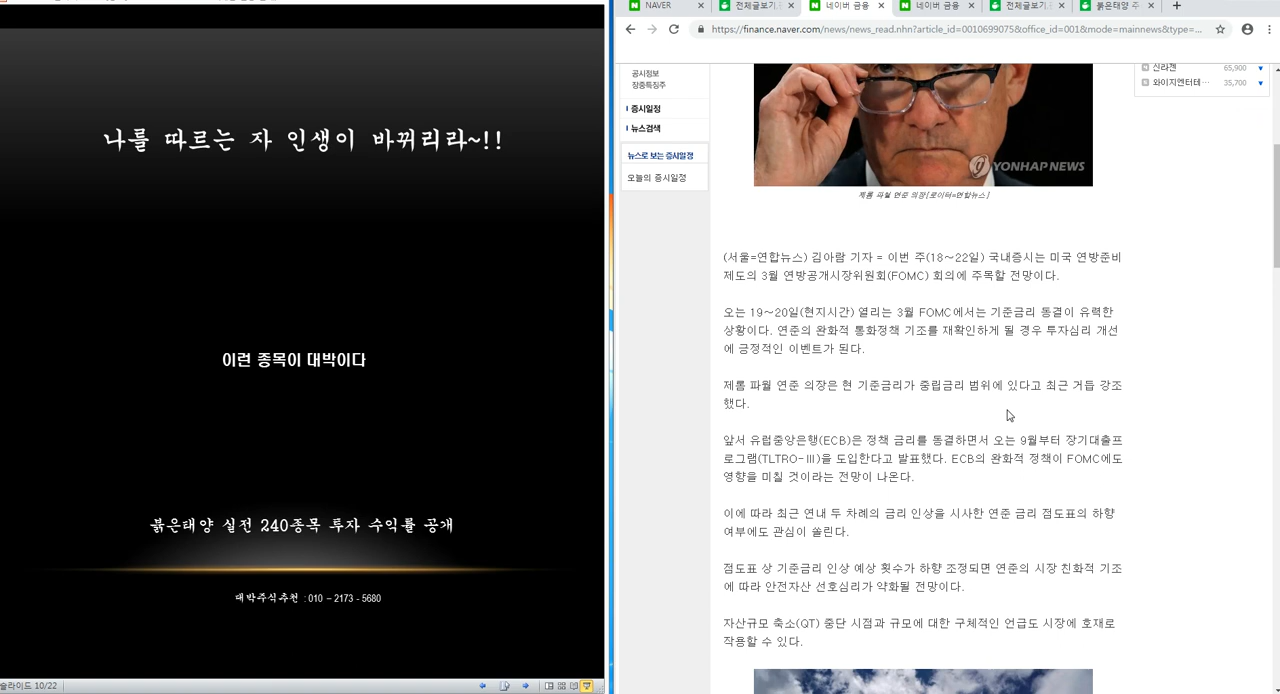 나를 따르는 자 인생이 바뀌리라~!!
이런 종목이 대박이다
붉은태양 실전 240종목 투자 수익률 공개
대박주식추천 : 010 – 2173 - 5680
슬라이드 10/22
NAVER
전체글보기
네이버 금융
네이버 금융
전체글보기
붉은태양 주
https://finance.naver.com/news/news_read.nhn?article_id=0010699075&office_id=001&mode=mainnews&type=...
공시정보
장중특징주
증시일정
뉴스검색
뉴스로 보는 증시일정
오늘의 증시일정
신라젠 65,900
와이지엔터테… 35,700
YONHAP NEWS
제롬 파월 연준 의장[로이터=연합뉴스]
(서울=연합뉴스) 김아람 기자 = 이번 주(18∼22일) 국내증시는 미국 연방준비
제도의 3월 연방공개시장위원회(FOMC) 회의에 주목할 전망이다.
오는 19∼20일(현지시간) 열리는 3월 FOMC에서는 기준금리 동결이 유력한
상황이다. 연준의 완화적 통화정책 기조를 재확인하게 될 경우 투자심리 개선
에 긍정적인 이벤트가 된다.
제롬 파월 연준 의장은 현 기준금리가 중립금리 범위에 있다고 최근 거듭 강조
했다.
앞서 유럽중앙은행(ECB)은 정책 금리를 동결하면서 오는 9월부터 장기대출프
로그램(TLTRO-Ⅲ)을 도입한다고 발표했다. ECB의 완화적 정책이 FOMC에도
영향을 미칠 것이라는 전망이 나온다.
이에 따라 최근 연내 두 차례의 금리 인상을 시사한 연준 금리 점도표의 하향
여부에도 관심이 쏠린다.
점도표 상 기준금리 인상 예상 횟수가 하향 조정되면 연준의 시장 친화적 기조
에 따라 안전자산 선호심리가 약화될 전망이다.
자산규모 축소(QT) 중단 시점과 규모에 대한 구체적인 언급도 시장에 호재로
작용할 수 있다.